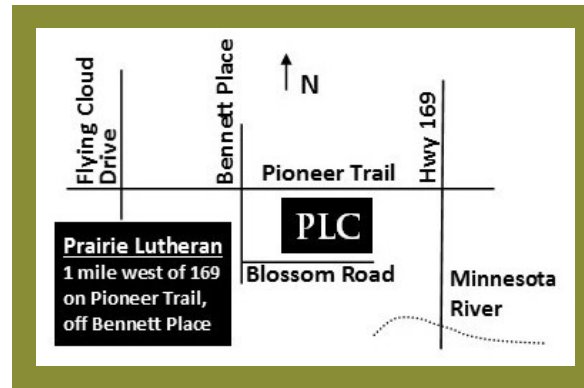 Flying Cloud
Drive
Bennett Place
N
Hwy 169
Pioneer Trail
PLC
Prairie Lutheran
1 mile west of 169
on Pioneer Trail,
off Bennett Place
Blossom Road
Minnesota
River